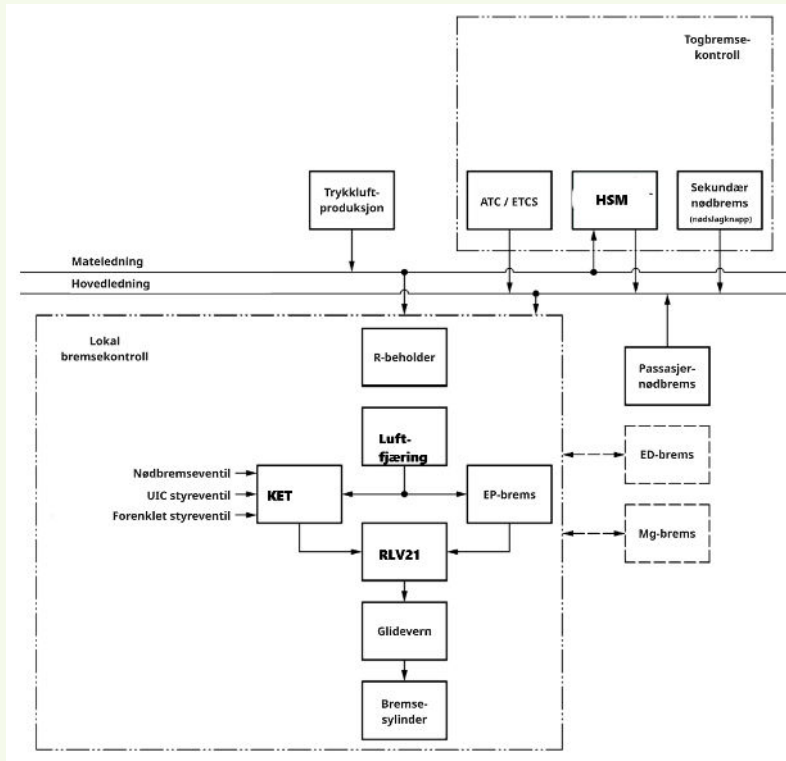 Togbremse-
kontroll
Trykkluft-
produksjon
ATC / ETCS
HSM
Sekundær
nødbrems
(nødslagknapp)
Mateledning
Hovedledning
Lokal
bremsekontroll
R-beholder
Passasjer-
nødbrems
Luft-
fjæring
ED-brems
Nødbremseventil
UIC styreventil
Forenklet styreventil
KET
EP-brems
Mg-brems
RLV21
Glidevern
Bremse-
sylinder